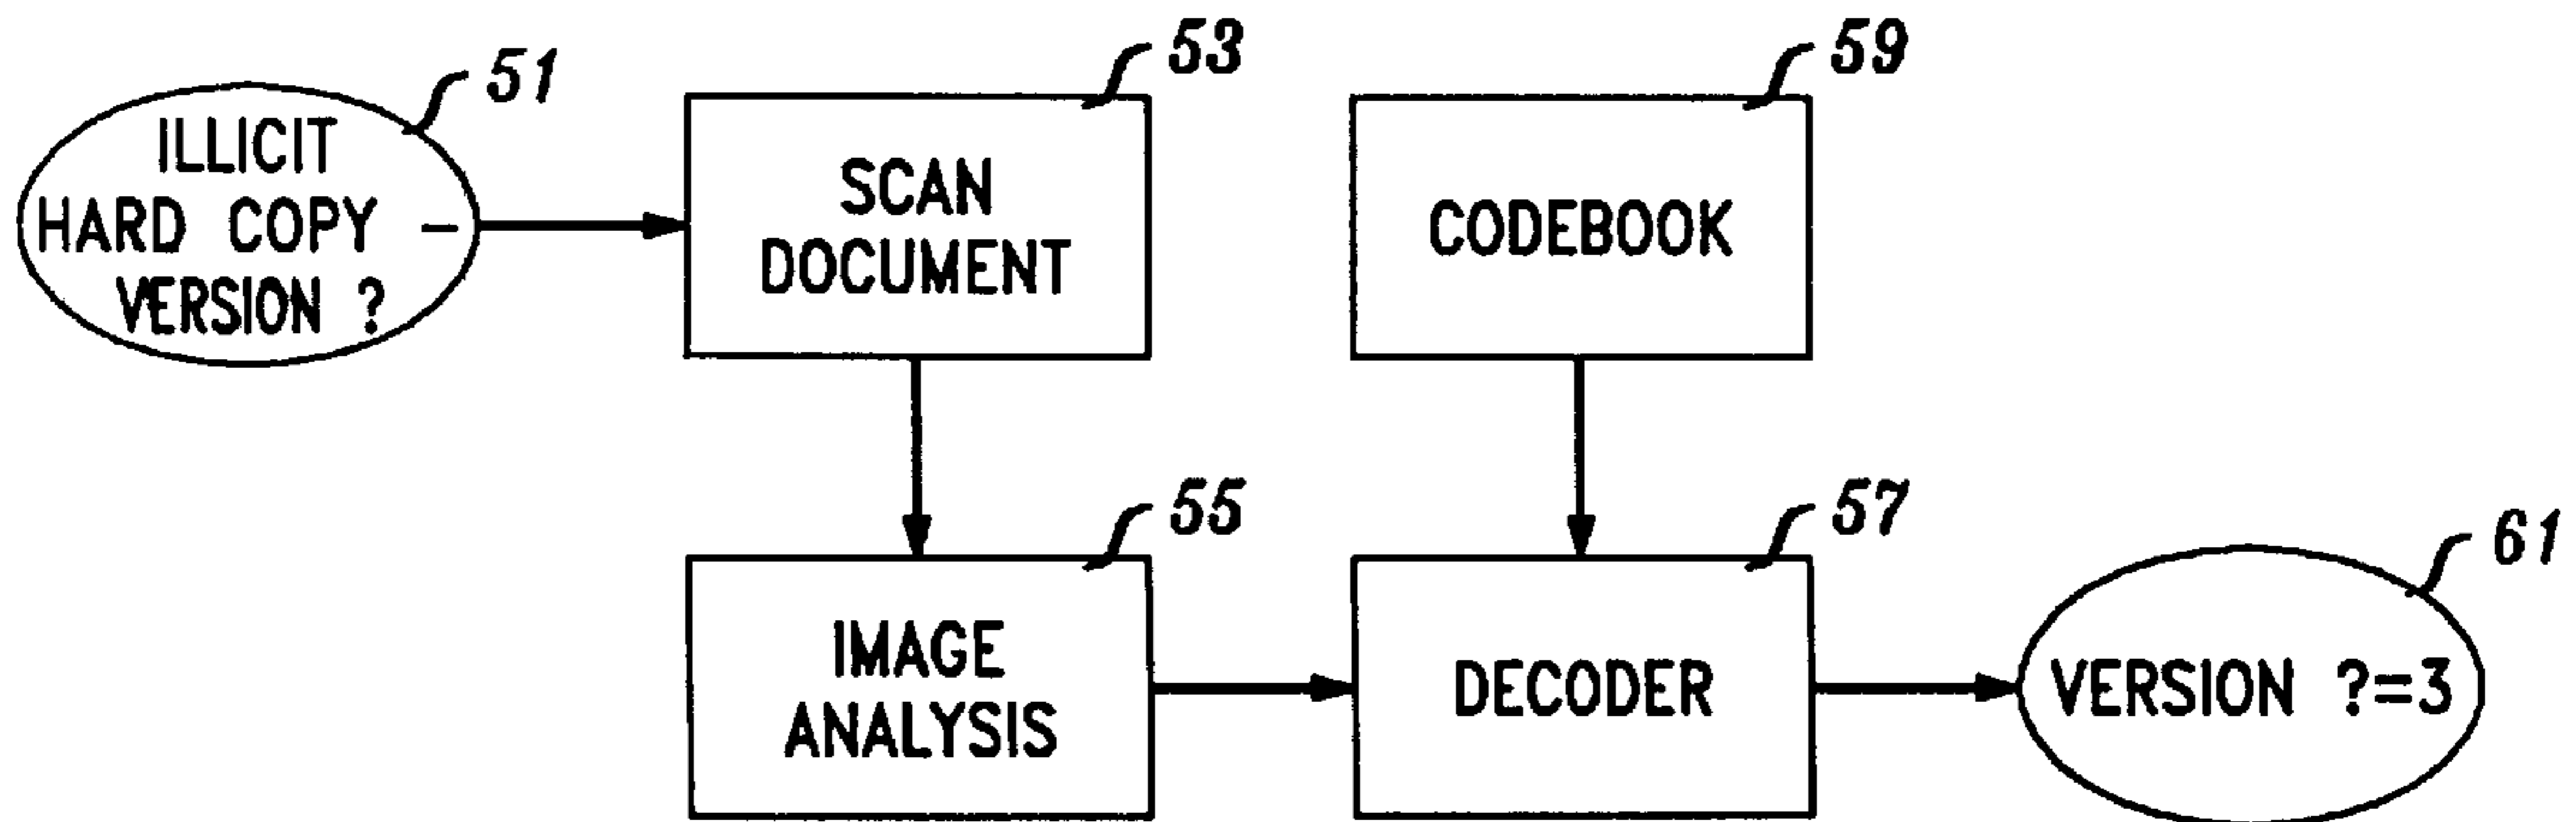 51
ILLICIT
HARD COPY –
VERSION ?
53
SCAN
DOCUMENT
59
CODEBOOK
55
IMAGE
ANALYSIS
57
DECODER
61
VERSION ?=3